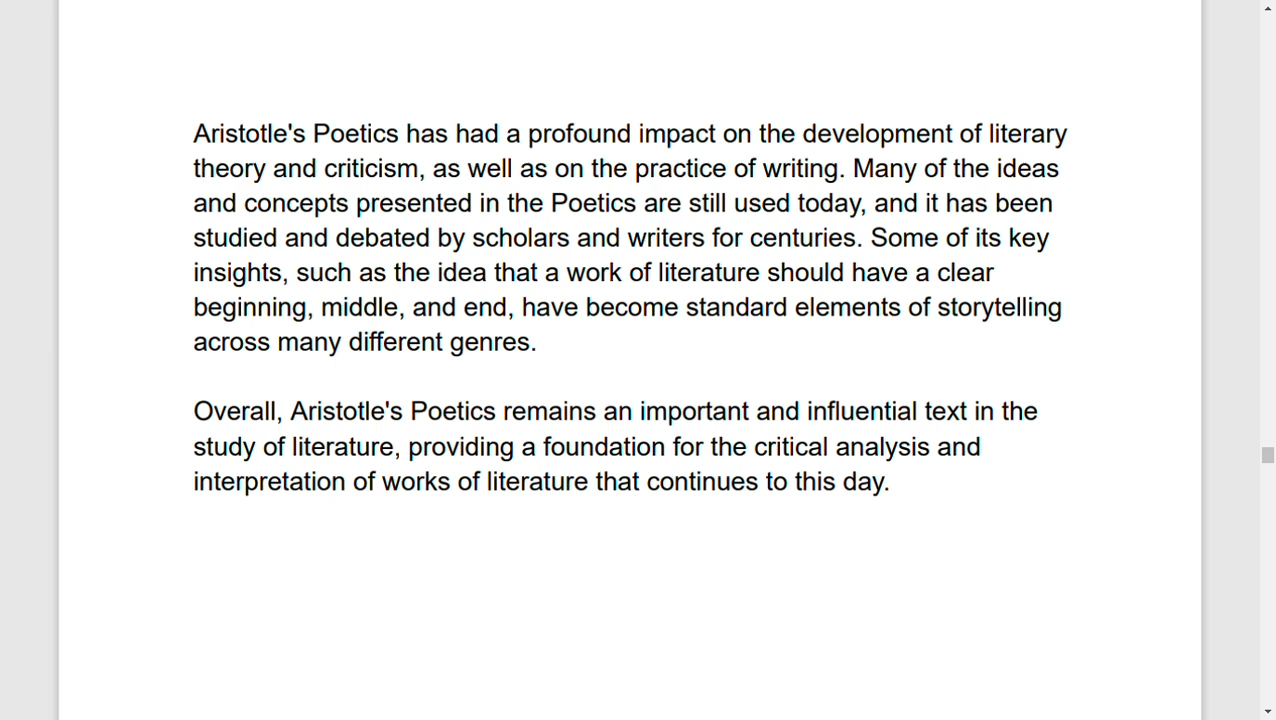 Aristotle's Poetics has had a profound impact on the development of literary
theory and criticism, as well as on the practice of writing. Many of the ideas
and concepts presented in the Poetics are still used today, and it has been
studied and debated by scholars and writers for centuries. Some of its key
insights, such as the idea that a work of literature should have a clear
beginning, middle, and end, have become standard elements of storytelling
across many different genres.
Overall, Aristotle's Poetics remains an important and influential text in the
study of literature, providing a foundation for the critical analysis and
interpretation of works of literature that continues to this day.